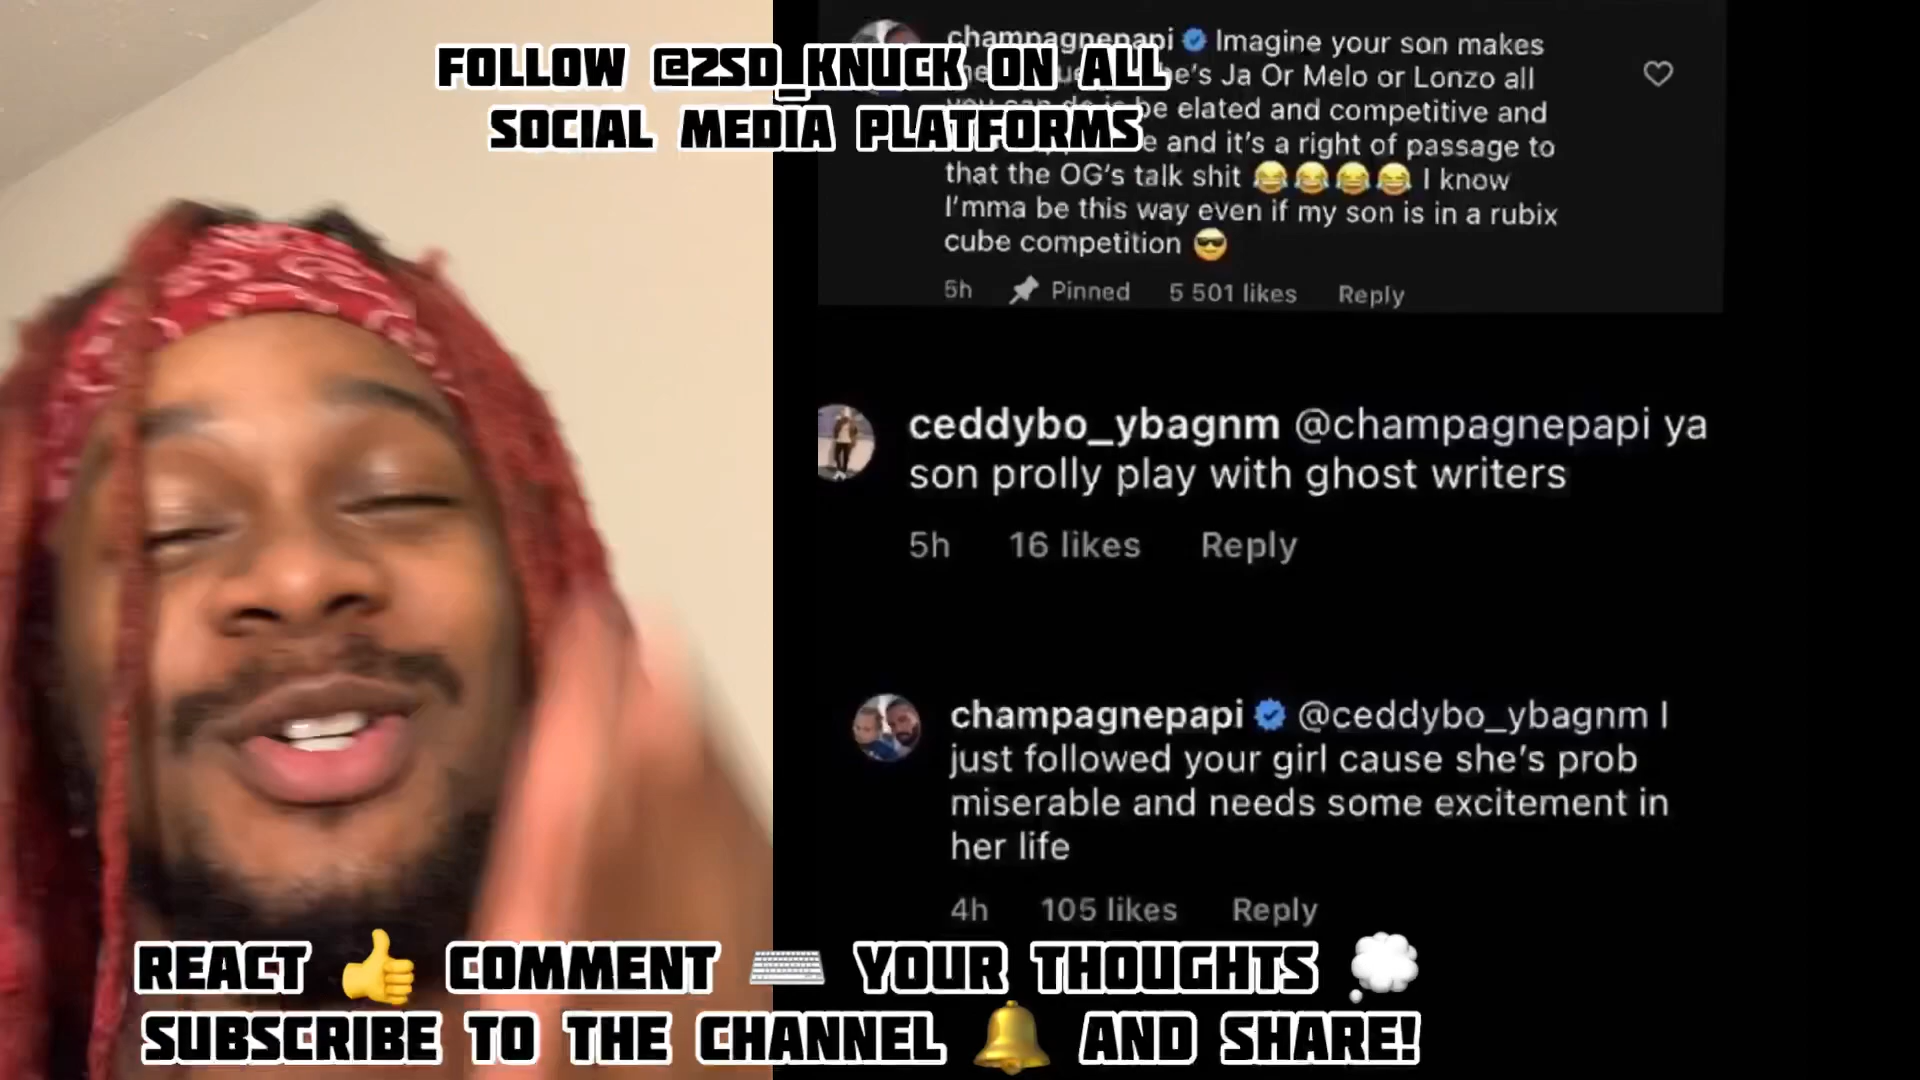 FOLLOW @2SD_KNUCK ON ALL
SOCIAL MEDIA PLATFORMS
champagnepapi Imagine your son makes
he's Ja Or Melo or Lonzo all
you can do is be elated and competitive and
and it's a right of passage to
that the OG's talk shit 😂😂😂😂 I know
I'mma be this way even if my son is in a rubix
cube competition 😎
5h Pinned 5 501 likes Reply
ceddybo_ybagnm @champagnepapi ya
son prolly play with ghost writers
5h 16 likes Reply
champagnepapi @ceddybo_ybagnm I
just followed your girl cause she's prob
miserable and needs some excitement in
her life
4h 105 likes Reply
REACT 👍 COMMENT ⌨️ YOUR THOUGHTS 💭
SUBSCRIBE TO THE CHANNEL 🔔 AND SHARE!